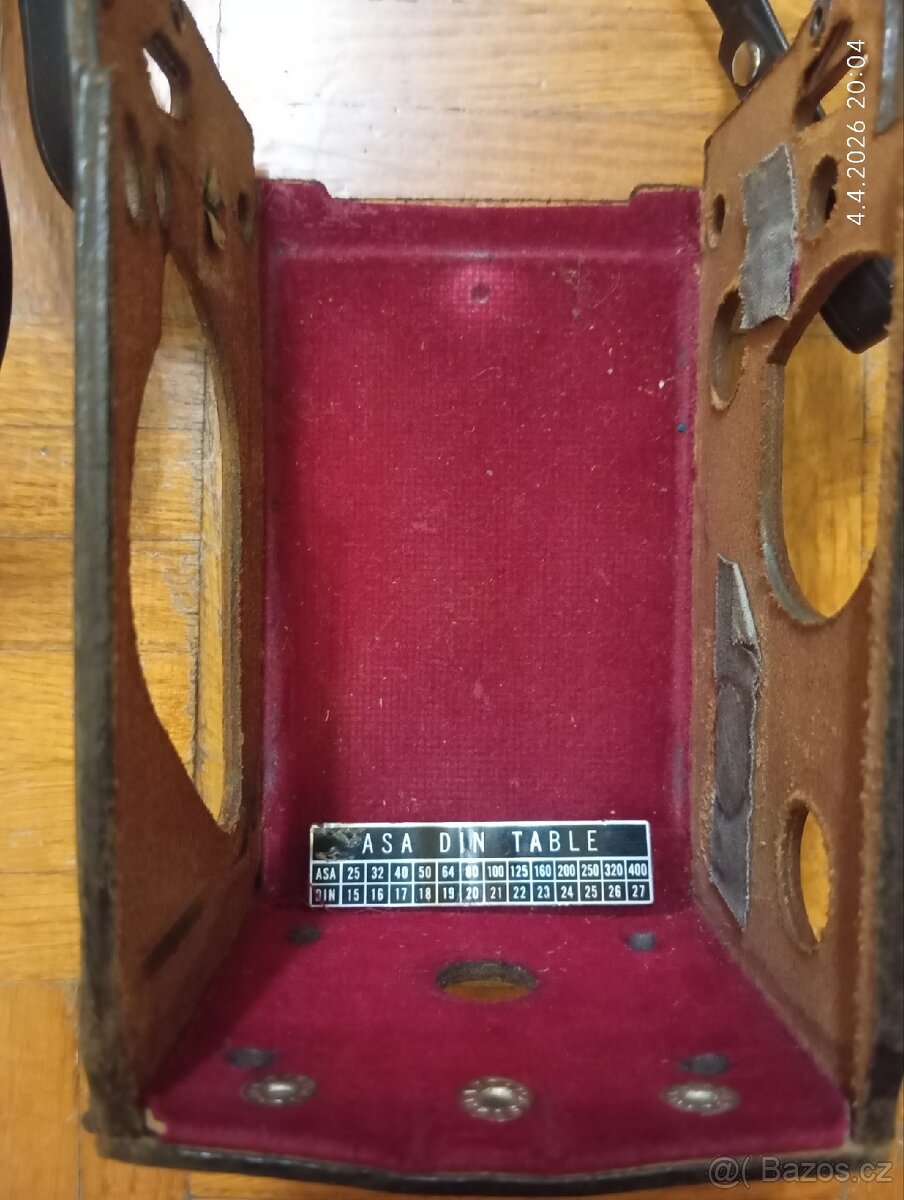 4.4.2026 20:04
ASA DIN TABLE
ASA 25 32 40 50 64 80 100 125 160 200 250 320 400
DIN 15 16 17 18 19 20 21 22 23 24 25 26 27
@( Bazos.cz